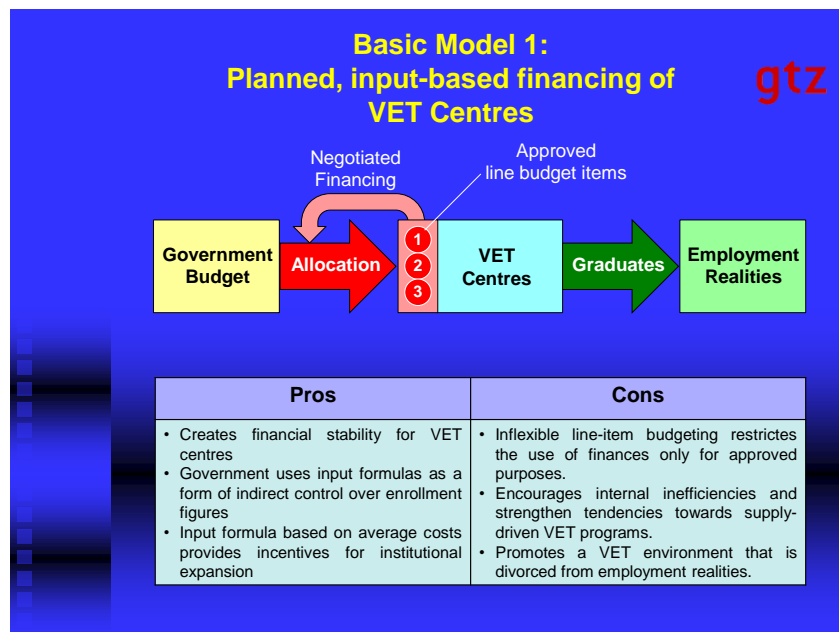 Basic Model 1:
Planned, input-based financing of
VET Centres
gtz
Negotiated
Financing
Approved
line budget items
Government
Budget
Allocation
1
2
3
VET
Centres
Graduates
Employment
Realities
Pros
• Creates financial stability for VET
centres
• Government uses input formulas as a
form of indirect control over enrollment
figures
• Input formula based on average costs
provides incentives for institutional
expansion
Cons
• Inflexible line-item budgeting restrictes
the use of finances only for approved
purposes.
• Encourages internal inefficiencies and
strengthen tendencies towards supply-
driven VET programs.
• Promotes a VET environment that is
divorced from employment realities.